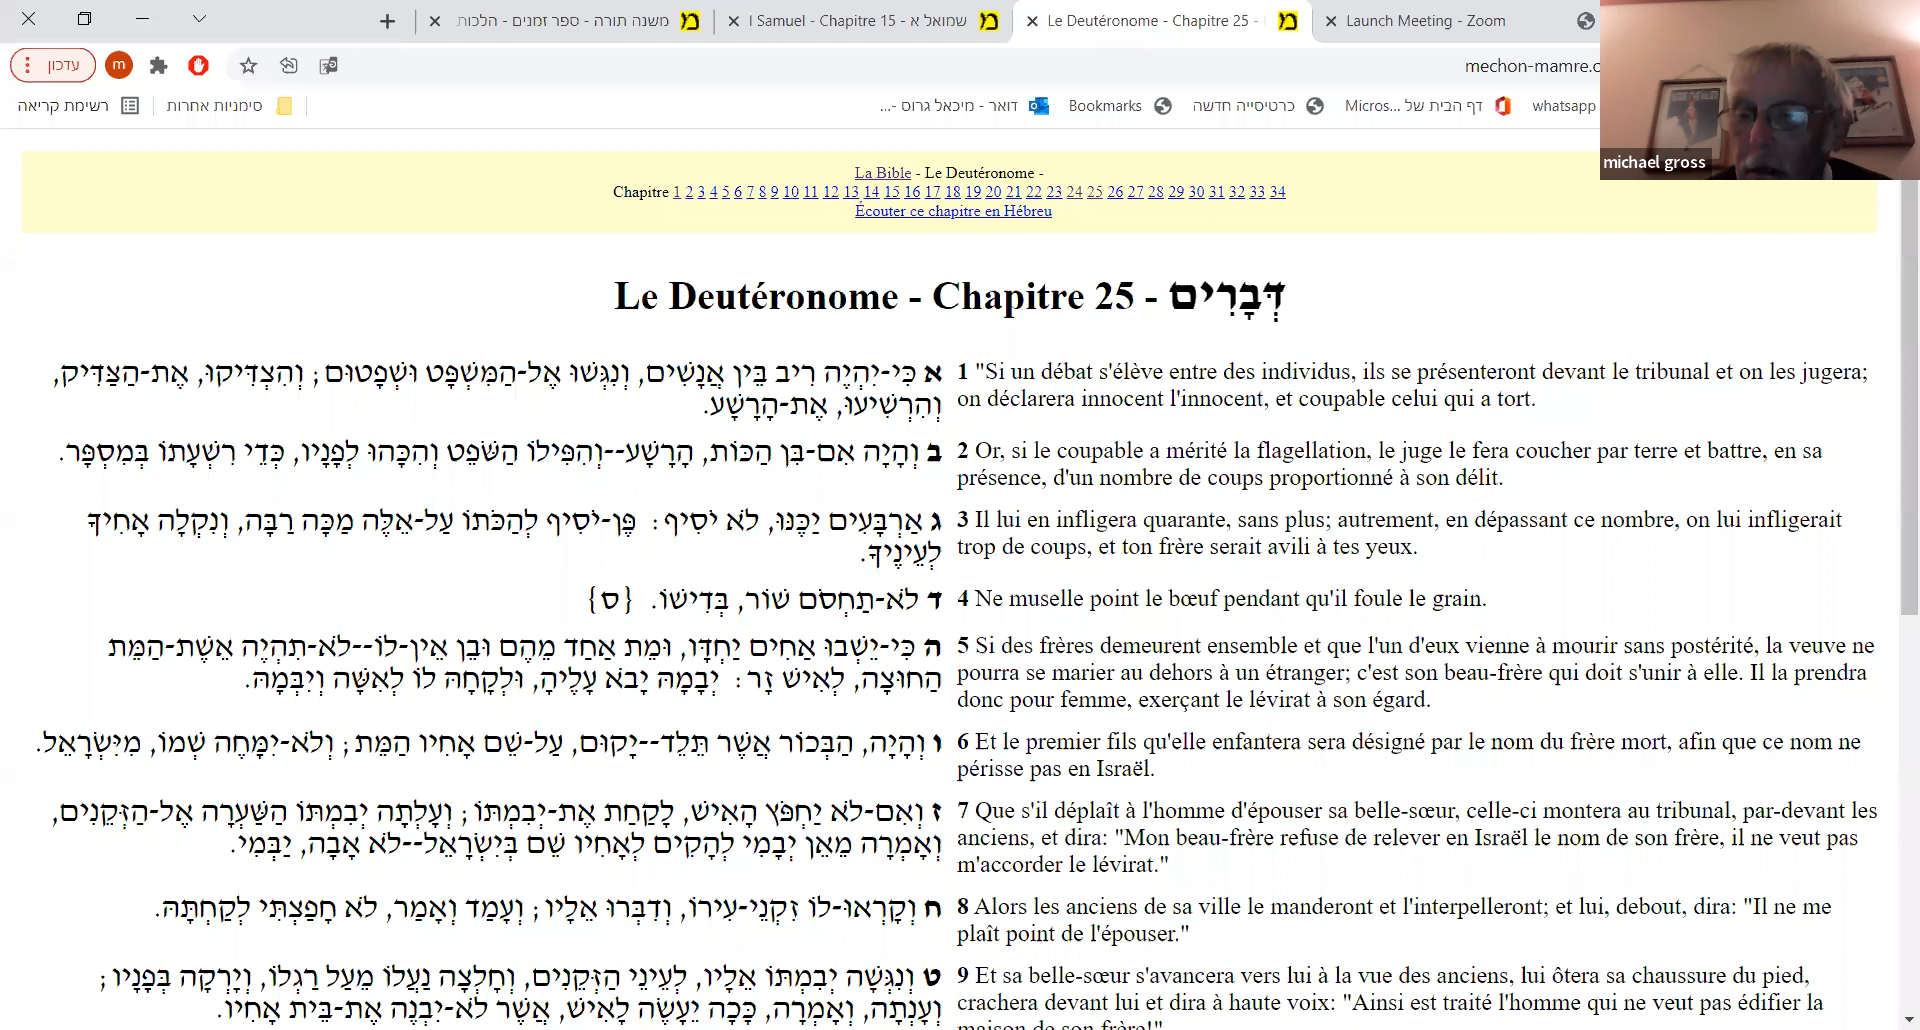 משנה תורה - ספר זמנים - הלכות
I Samuel - Chapitre 15 - שמואל א
Le Deutéronome - Chapitre 25 -
Launch Meeting - Zoom
עדכון
m
mechon-mamre.c
רשימת קריאה
סימניות אחרות
דואר - מיכאל גרוס -...
Bookmarks
כרטיסייה חדשה
דף הבית של Micros...
whatsapp
michael gross
La Bible - Le Deutéronome -
Chapitre 1 2 3 4 5 6 7 8 9 10 11 12 13 14 15 16 17 18 19 20 21 22 23 24 25 26 27 28 29 30 31 32 33 34
Écouter ce chapitre en Hébreu
Le Deutéronome - Chapitre 25 - דְּבָרִים
א כִּי-יִהְיֶה רִיב בֵּין אֲנָשִׁים, וְנִגְּשׁוּ אֶל-הַמִּשְׁפָּט וּשְׁפָטוּם; וְהִצְדִּיקוּ, אֶת-הַצַּדִּיק,
וְהִרְשִׁיעוּ, אֶת-הָרָשָׁע.
1 "Si un débat s'élève entre des individus, ils se présenteront devant le tribunal et on les jugera;
on déclarera innocent l'innocent, et coupable celui qui a tort.
ב וְהָיָה אִם-בִּן הַכּוֹת, הָרָשָׁע--וְהִפִּילוֹ הַשֹּׁפֵט וְהִכָּהוּ לְפָנָיו, כְּדֵי רִשְׁעָתוֹ בְּמִסְפָּר.
2 Or, si le coupable a mérité la flagellation, le juge le fera coucher par terre et battre, en sa
présence, d'un nombre de coups proportionné à son délit.
ג אַרְבָּעִים יַכֶּנּוּ, לֹא יֹסִיף: פֶּן-יֹסִיף לְהַכֹּתוֹ עַל-אֵלֶּה מַכָּה רַבָּה, וְנִקְלָה אָחִיךָ
לְעֵינֶיךָ.
3 Il lui en infligera quarante, sans plus; autrement, en dépassant ce nombre, on lui infligerait
trop de coups, et ton frère serait avili à tes yeux.
ד לֹא-תַחְסֹם שׁוֹר, בְּדִישׁוֹ. {ס}
4 Ne muselle point le bœuf pendant qu'il foule le grain.
ה כִּי-יֵשְׁבוּ אַחִים יַחְדָּו, וּמֵת אַחַד מֵהֶם וּבֵן אֵין-לוֹ--לֹא-תִהְיֶה אֵשֶׁת-הַמֵּת
הַחוּצָה, לְאִישׁ זָר: יְבָמָהּ יָבֹא עָלֶיהָ, וּלְקָחָהּ לוֹ לְאִשָּׁה וְיִבְּמָהּ.
5 Si des frères demeurent ensemble et que l'un d'eux vienne à mourir sans postérité, la veuve ne
pourra se marier au dehors à un étranger; c'est son beau-frère qui doit s'unir à elle. Il la prendra
donc pour femme, exerçant le lévirat à son égard.
ו וְהָיָה, הַבְּכוֹר אֲשֶׁר תֵּלֵד--יָקוּם, עַל-שֵׁם אָחִיו הַמֵּת; וְלֹא-יִמָּחֶה שְׁמוֹ, מִיִּשְׂרָאֵל.
6 Et le premier fils qu'elle enfantera sera désigné par le nom du frère mort, afin que ce nom ne
périsse pas en Israël.
ז וְאִם-לֹא יַחְפֹּץ הָאִישׁ, לָקַחַת אֶת-יְבִמְתּוֹ; וְעָלְתָה יְבִמְתּוֹ הַשַּׁעְרָה אֶל-הַזְּקֵנִים,
וְאָמְרָה מֵאֵן יְבָמִי לְהָקִים לְאָחִיו שֵׁם בְּיִשְׂרָאֵל--לֹא אָבָה, יַבְּמִי.
7 Que s'il déplaît à l'homme d'épouser sa belle-sœur, celle-ci montera au tribunal, par-devant les
anciens, et dira: "Mon beau-frère refuse de relever en Israël le nom de son frère, il ne veut pas
m'accorder le lévirat."
ח וְקָרְאוּ-לוֹ זִקְנֵי-עִירוֹ, וְדִבְּרוּ אֵלָיו; וְעָמַד וְאָמַר, לֹא חָפַצְתִּי לְקַחְתָּהּ.
8 Alors les anciens de sa ville le manderont et l'interpelleront; et lui, debout, dira: "Il ne me
plaît point de l'épouser."
ט וְנִגְּשָׁה יְבִמְתּוֹ אֵלָיו, לְעֵינֵי הַזְּקֵנִים, וְחָלְצָה נַעֲלוֹ מֵעַל רַגְלוֹ, וְיָרְקָה בְּפָנָיו;
וְעָנְתָה, וְאָמְרָה, כָּכָה יֵעָשֶׂה לָאִישׁ, אֲשֶׁר לֹא-יִבְנֶה אֶת-בֵּית אָחִיו.
9 Et sa belle-sœur s'avancera vers lui à la vue des anciens, lui ôtera sa chaussure du pied,
crachera devant lui et dira à haute voix: "Ainsi est traité l'homme qui ne veut pas édifier la
maison de son frère!"